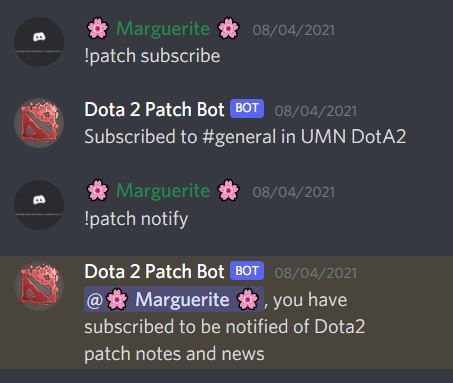 🌸 Marguerite 🌸 08/04/2021
!patch subscribe
Dota 2 Patch Bot BOT 08/04/2021
Subscribed to #general in UMN DotA2
🌸 Marguerite 🌸 08/04/2021
!patch notify
Dota 2 Patch Bot BOT 08/04/2021
@🌸 Marguerite 🌸, you have
subscribed to be notified of Dota2
patch notes and news